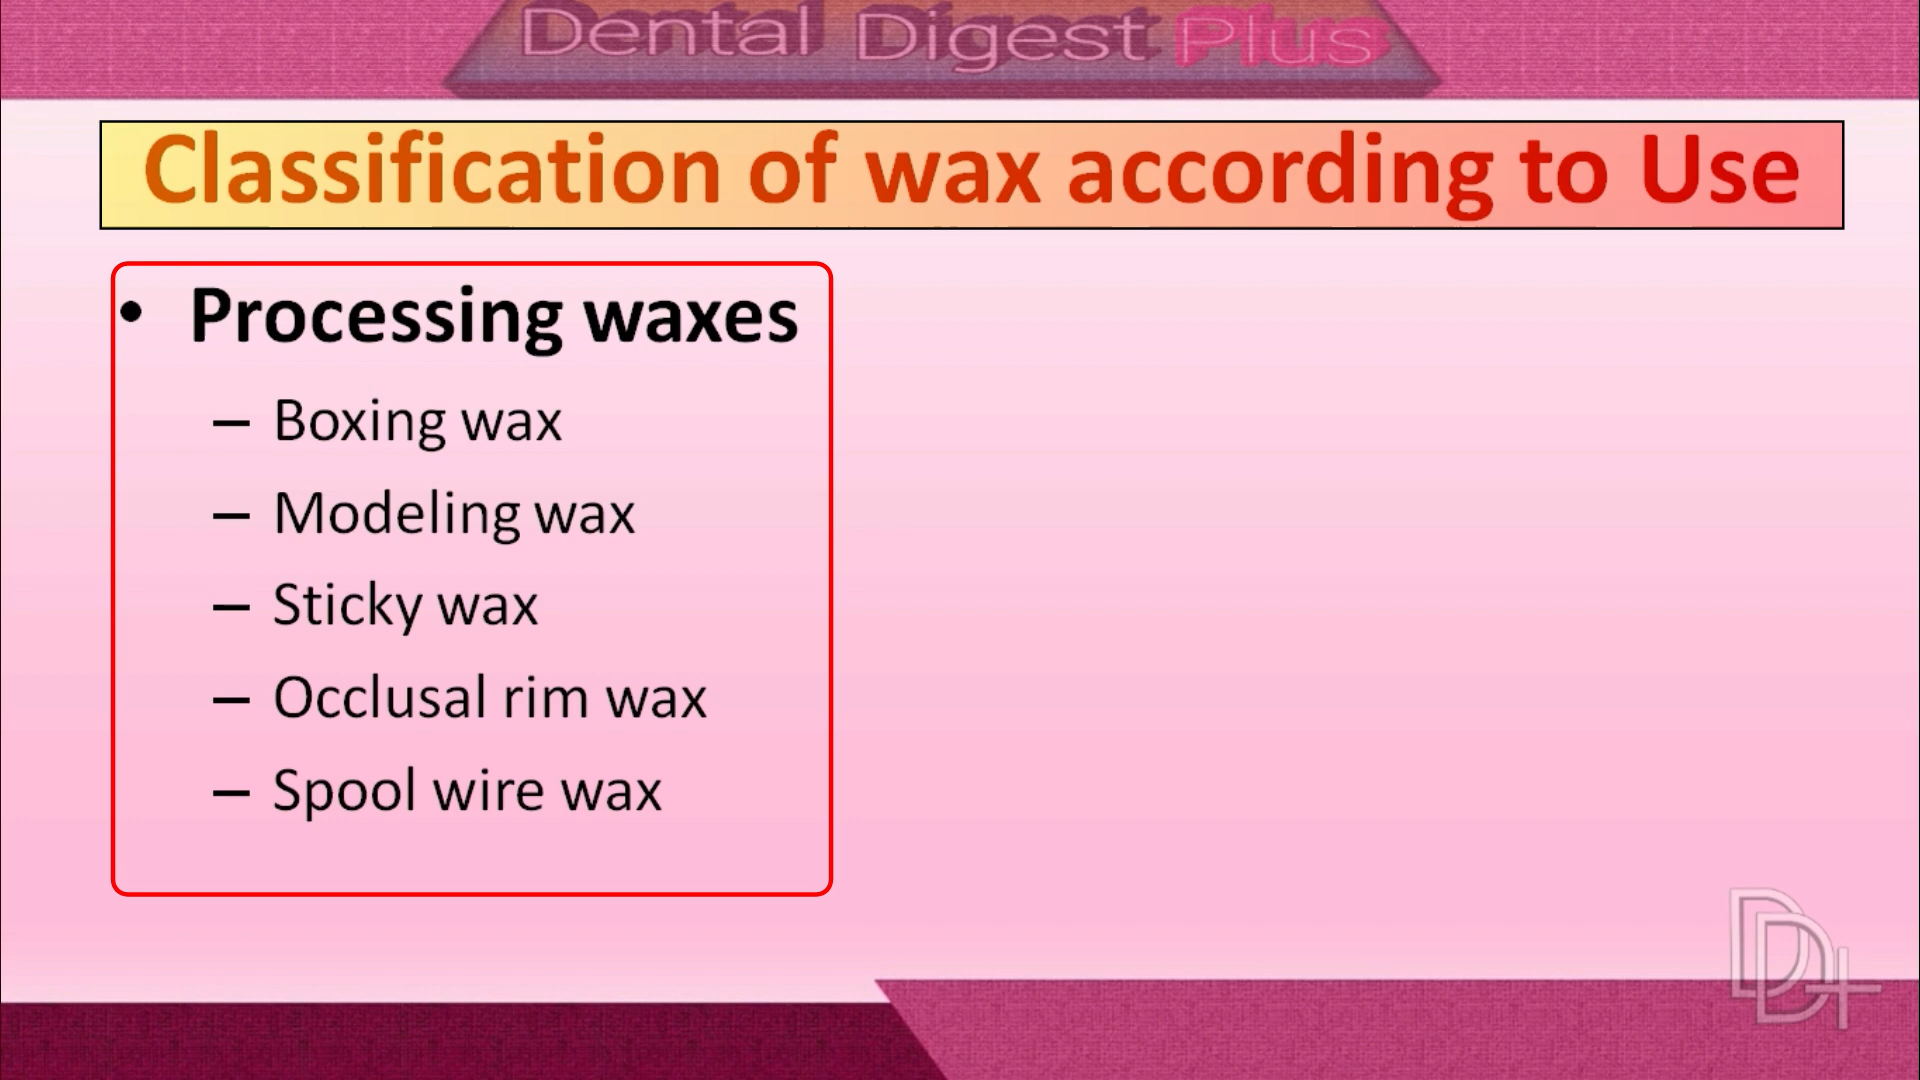 Dental Digest Plus
Classification of wax according to Use
• Processing waxes
– Boxing wax
– Modeling wax
– Sticky wax
– Occlusal rim wax
– Spool wire wax
DD+